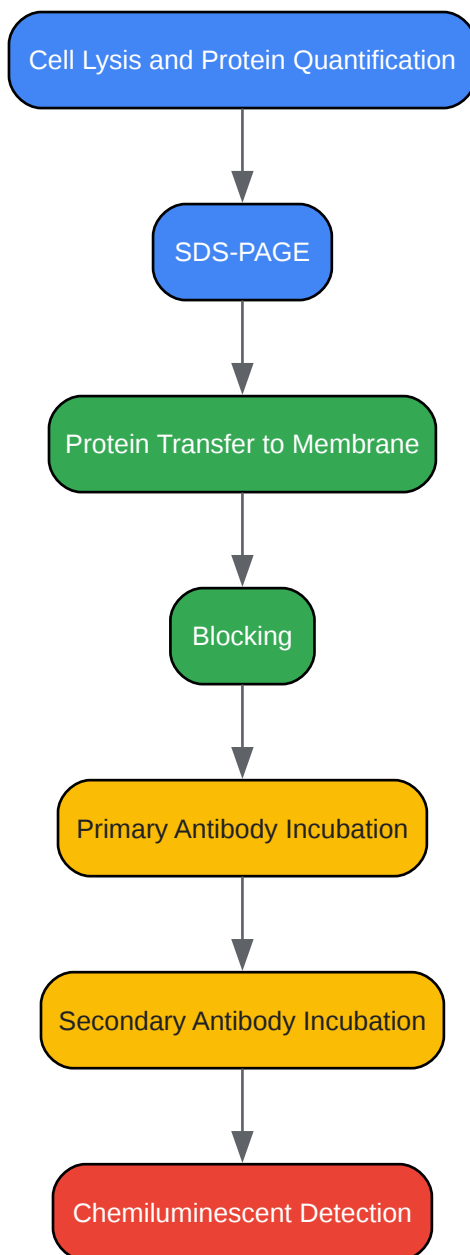 Cell Lysis and Protein Quantification
SDS-PAGE
Protein Transfer to Membrane
Blocking
Primary Antibody Incubation
Secondary Antibody Incubation
Chemiluminescent Detection